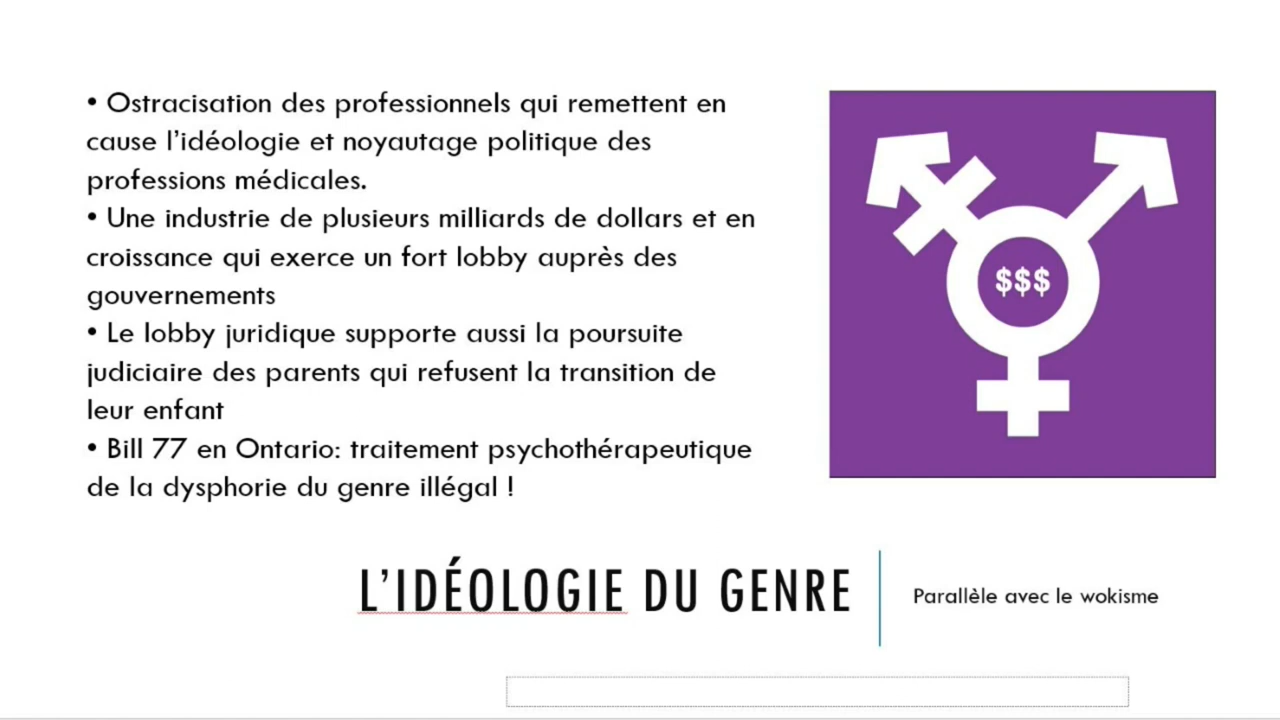 • Ostracisation des professionnels qui remettent en
cause l’idéologie et noyautage politique des
professions médicales.
• Une industrie de plusieurs milliards de dollars et en
croissance qui exerce un fort lobby auprès des
gouvernements
• Le lobby juridique supporte aussi la poursuite
judiciaire des parents qui refusent la transition de
leur enfant
• Bill 77 en Ontario: traitement psychothérapeutique
de la dysphorie du genre illégal !
$$$
L’IDÉOLOGIE DU GENRE
Parallèle avec le wokisme